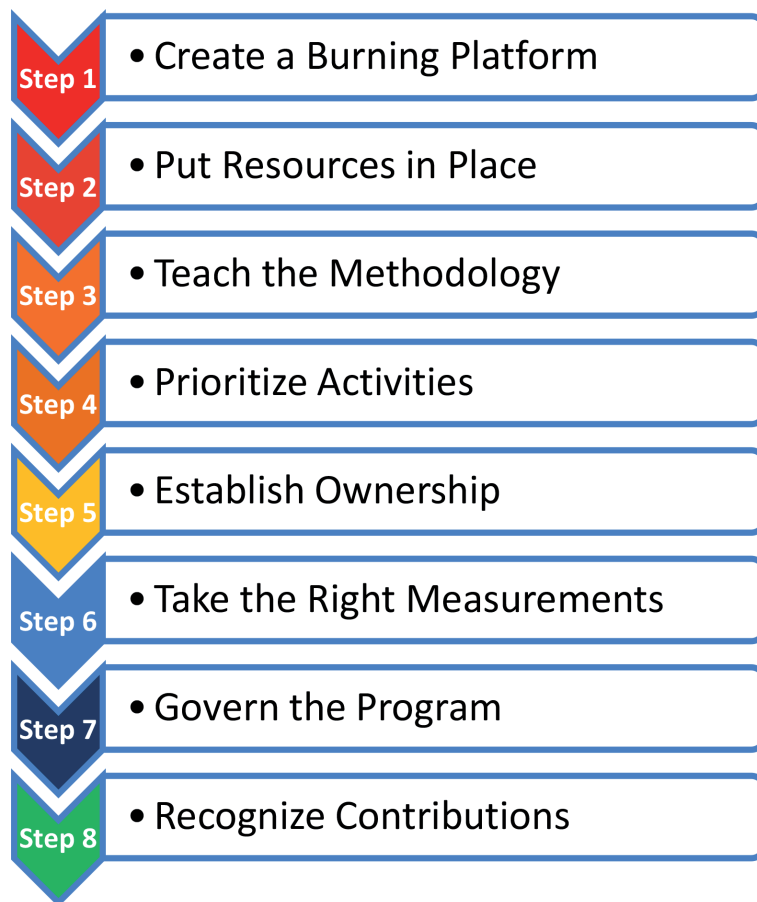 Step 1
• Create a Burning Platform
Step 2
• Put Resources in Place
Step 3
• Teach the Methodology
Step 4
• Prioritize Activities
Step 5
• Establish Ownership
Step 6
• Take the Right Measurements
Step 7
• Govern the Program
Step 8
• Recognize Contributions